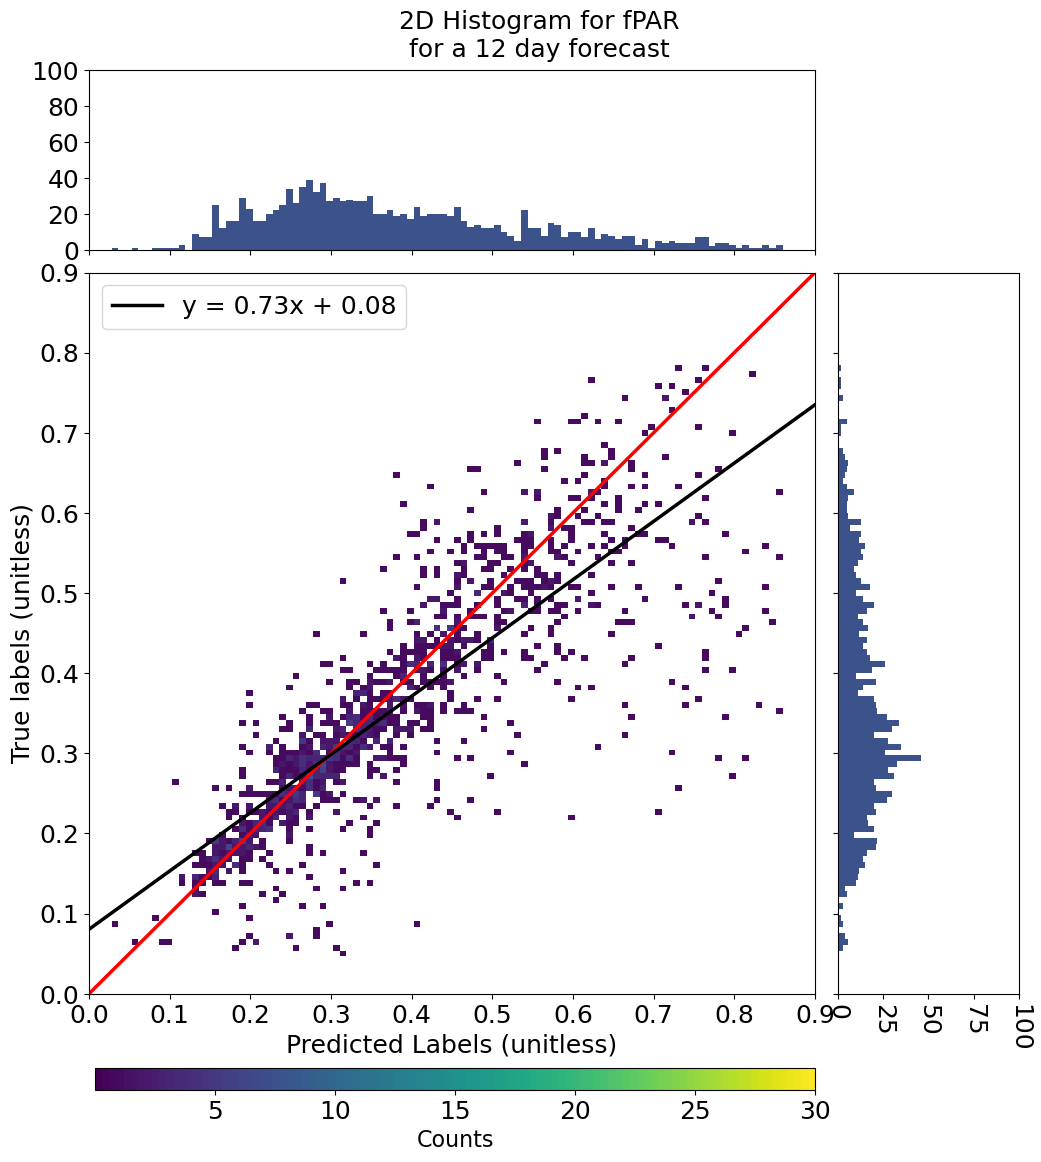 2D Histogram for fPAR
for a 12 day forecast
100
80
60
40
20
0
0.9
0.8
0.7
0.6
0.5
0.4
0.3
0.2
0.1
0.0
True labels (unitless)
y = 0.73x + 0.08
0.0 0.1 0.2 0.3 0.4 0.5 0.6 0.7 0.8 0.9
Predicted Labels (unitless)
0 25 50 75 100
5 10 15 20 25 30
Counts